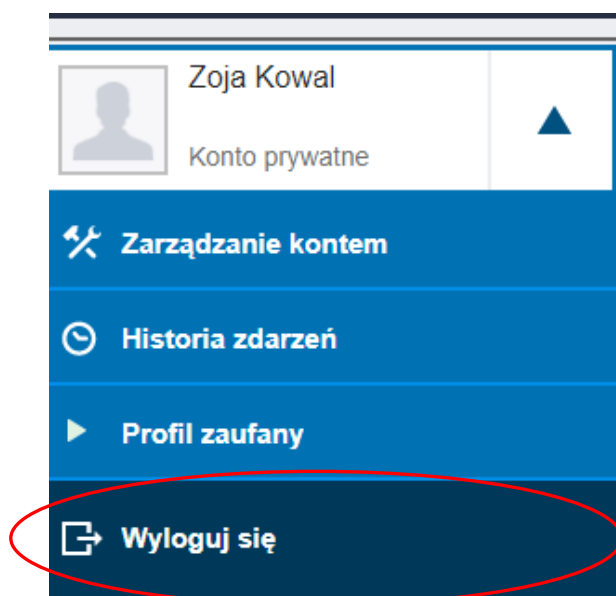 Zoja Kowal
Konto prywatne
Zarządzanie kontem
Historia zdarzeń
Profil zaufany
Wyloguj się